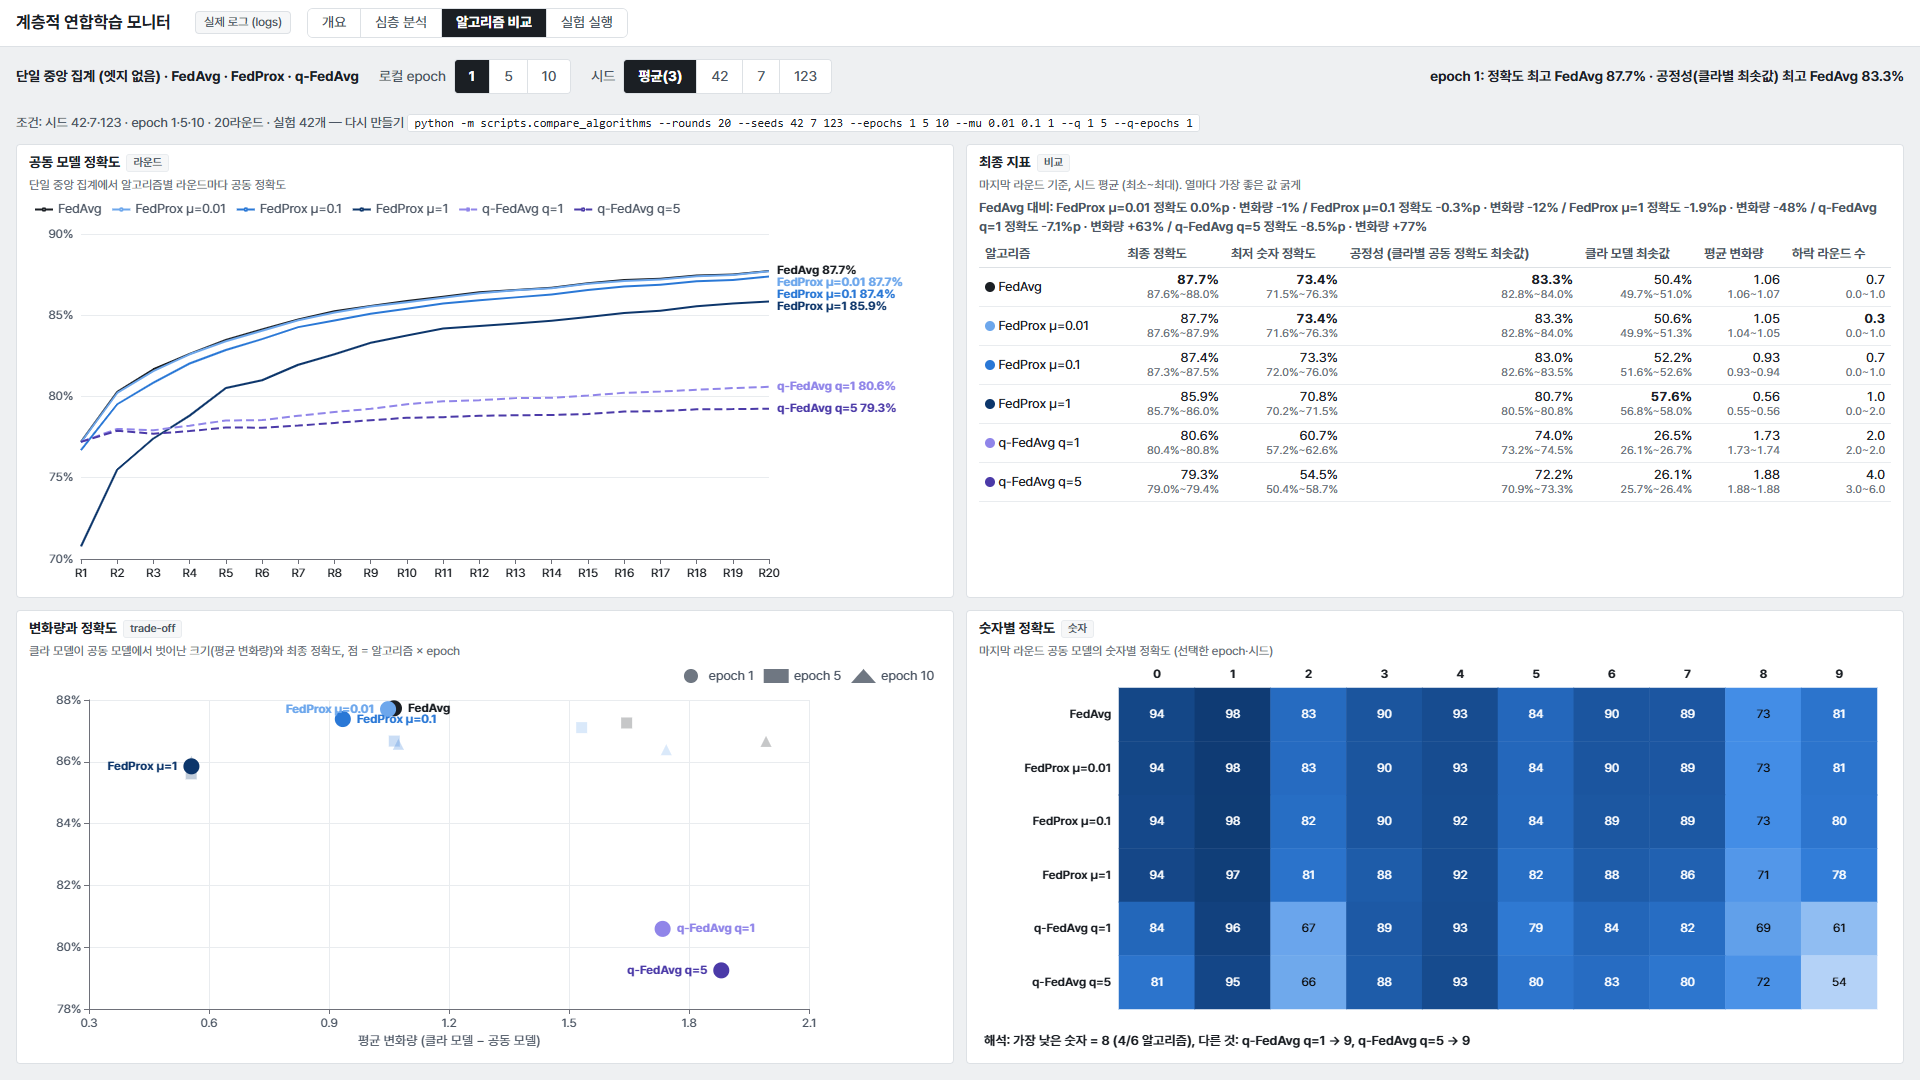 계층적 연합학습 모니터
실제 로그 (logs)
개요
심층 분석
알고리즘 비교
실험 실행
단일 중앙 집계 (엣지 없음) · FedAvg · FedProx · q-FedAvg
로컬 epoch
1
5
10
시드
평균(3)
42
7
123
epoch 1: 정확도 최고 FedAvg 87.7% · 공정성(클라별 최솟값) 최고 FedAvg 83.3%
조건: 시드 42·7·123 · epoch 1·5·10 · 20라운드 · 실험 42개 — 다시 만들기 python -m scripts.compare_algorithms --rounds 20 --seeds 42 7 123 --epochs 1 5 10 --mu 0.01 0.1 1 --q 1 5 --q-epochs 1
공동 모델 정확도 라운드
단일 중앙 집계에서 알고리즘별 라운드마다 공동 정확도
FedAvg FedProx μ=0.01 FedProx μ=0.1 FedProx μ=1 q-FedAvg q=1 q-FedAvg q=5
90%
85%
80%
75%
70%
FedAvg 87.7%
FedProx μ=0.01 87.7%
FedProx μ=0.1 87.4%
FedProx μ=1 85.9%
q-FedAvg q=1 80.6%
q-FedAvg q=5 79.3%
R1 R2 R3 R4 R5 R6 R7 R8 R9 R10 R11 R12 R13 R14 R15 R16 R17 R18 R19 R20
최종 지표 비교
마지막 라운드 기준, 시드 평균 (최소~최대). 열마다 가장 좋은 값 굵게
FedAvg 대비: FedProx μ=0.01 정확도 0.0%p · 변화량 -1% / FedProx μ=0.1 정확도 -0.3%p · 변화량 -12% / FedProx μ=1 정확도 -1.9%p · 변화량 -48% / q-FedAvg
q=1 정확도 -7.1%p · 변화량 +63% / q-FedAvg q=5 정확도 -8.5%p · 변화량 +77%
알고리즘 최종 정확도 최저 숫자 정확도 공정성 (클라별 공동 정확도 최솟값) 클라 모델 최솟값 평균 변화량 하락 라운드 수
FedAvg 87.7% 73.4% 83.3% 50.4% 1.06 0.7
87.6%~88.0% 71.5%~76.3% 82.8%~84.0% 49.7%~51.0% 1.06~1.07 0.0~1.0
FedProx μ=0.01 87.7% 73.4% 83.3% 50.6% 1.05 0.3
87.6%~87.9% 71.6%~76.3% 82.8%~84.0% 49.9%~51.3% 1.04~1.05 0.0~1.0
FedProx μ=0.1 87.4% 73.3% 83.0% 52.2% 0.93 0.7
87.3%~87.5% 72.0%~76.0% 82.6%~83.5% 51.6%~52.6% 0.93~0.94 0.0~1.0
FedProx μ=1 85.9% 70.8% 80.7% 57.6% 0.56 1.0
85.7%~86.0% 70.2%~71.5% 80.5%~80.8% 56.8%~58.0% 0.55~0.56 0.0~2.0
q-FedAvg q=1 80.6% 60.7% 74.0% 26.5% 1.73 2.0
80.4%~80.8% 57.2%~62.6% 73.2%~74.5% 26.1%~26.7% 1.73~1.74 2.0~2.0
q-FedAvg q=5 79.3% 54.5% 72.2% 26.1% 1.88 4.0
79.0%~79.4% 50.4%~58.7% 70.9%~73.3% 25.7%~26.4% 1.88~1.88 3.0~6.0
변화량과 정확도 trade-off
클라 모델이 공동 모델에서 벗어난 크기(평균 변화량)와 최종 정확도, 점 = 알고리즘 × epoch
epoch 1 epoch 5 epoch 10
88%
86%
84%
82%
80%
78%
FedProx μ=0.01
FedAvg
FedProx μ=0.1
FedProx μ=1
q-FedAvg q=1
q-FedAvg q=5
0.3 0.6 0.9 1.2 1.5 1.8 2.1
평균 변화량 (클라 모델 − 공동 모델)
숫자별 정확도 숫자
마지막 라운드 공동 모델의 숫자별 정확도 (선택한 epoch·시드)
0 1 2 3 4 5 6 7 8 9
FedAvg 94 98 83 90 93 84 90 89 73 81
FedProx μ=0.01 94 98 83 90 93 84 90 89 73 81
FedProx μ=0.1 94 98 82 90 92 84 89 89 73 80
FedProx μ=1 94 97 81 88 92 82 88 86 71 78
q-FedAvg q=1 84 96 67 89 93 79 84 82 69 61
q-FedAvg q=5 81 95 66 88 93 80 83 80 72 54
해석: 가장 낮은 숫자 = 8 (4/6 알고리즘), 다른 것: q-FedAvg q=1 → 9, q-FedAvg q=5 → 9